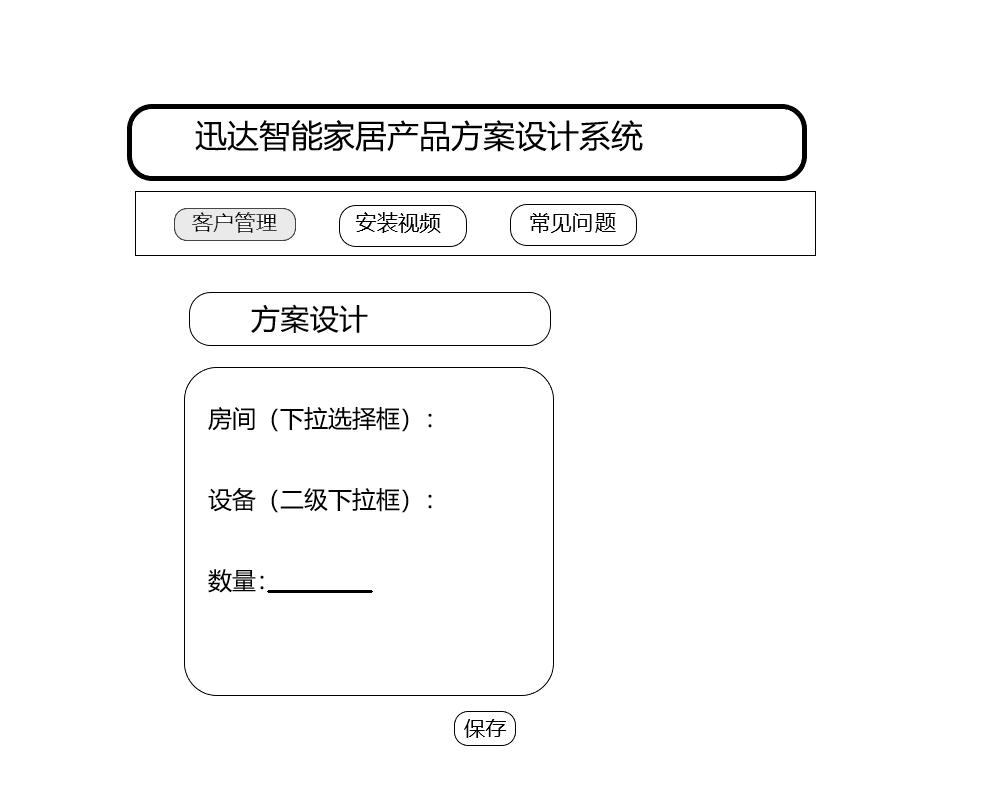 迅达智能家居产品方案设计系统
客户管理 安装视频 常见问题
方案设计
房间（下拉选择框）:
设备（二级下拉框）:
数量:________
保存